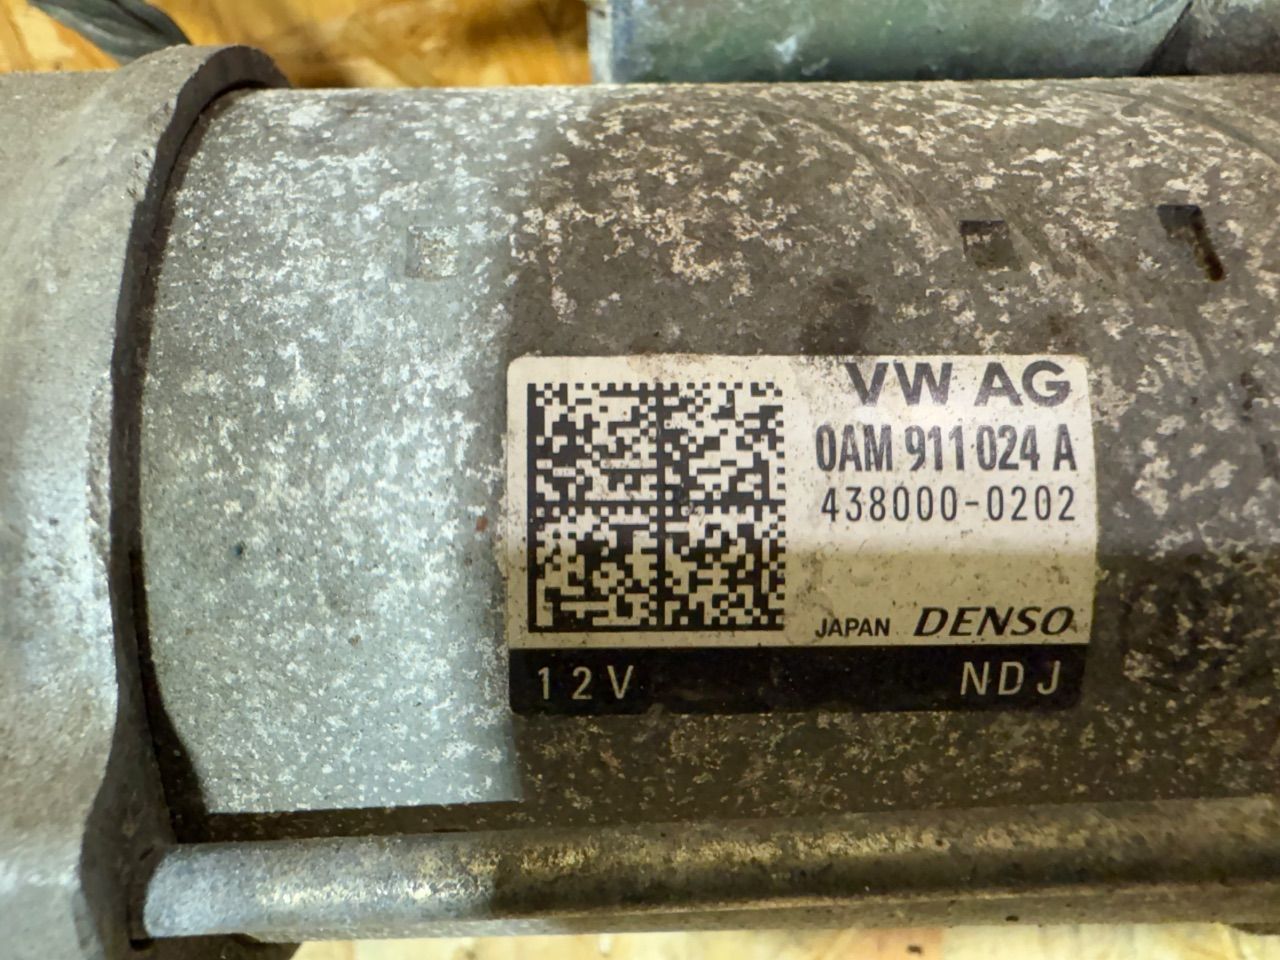 VW AG
0AM 911 024 A
438000-0202
JAPAN DENSO
12V NDJ